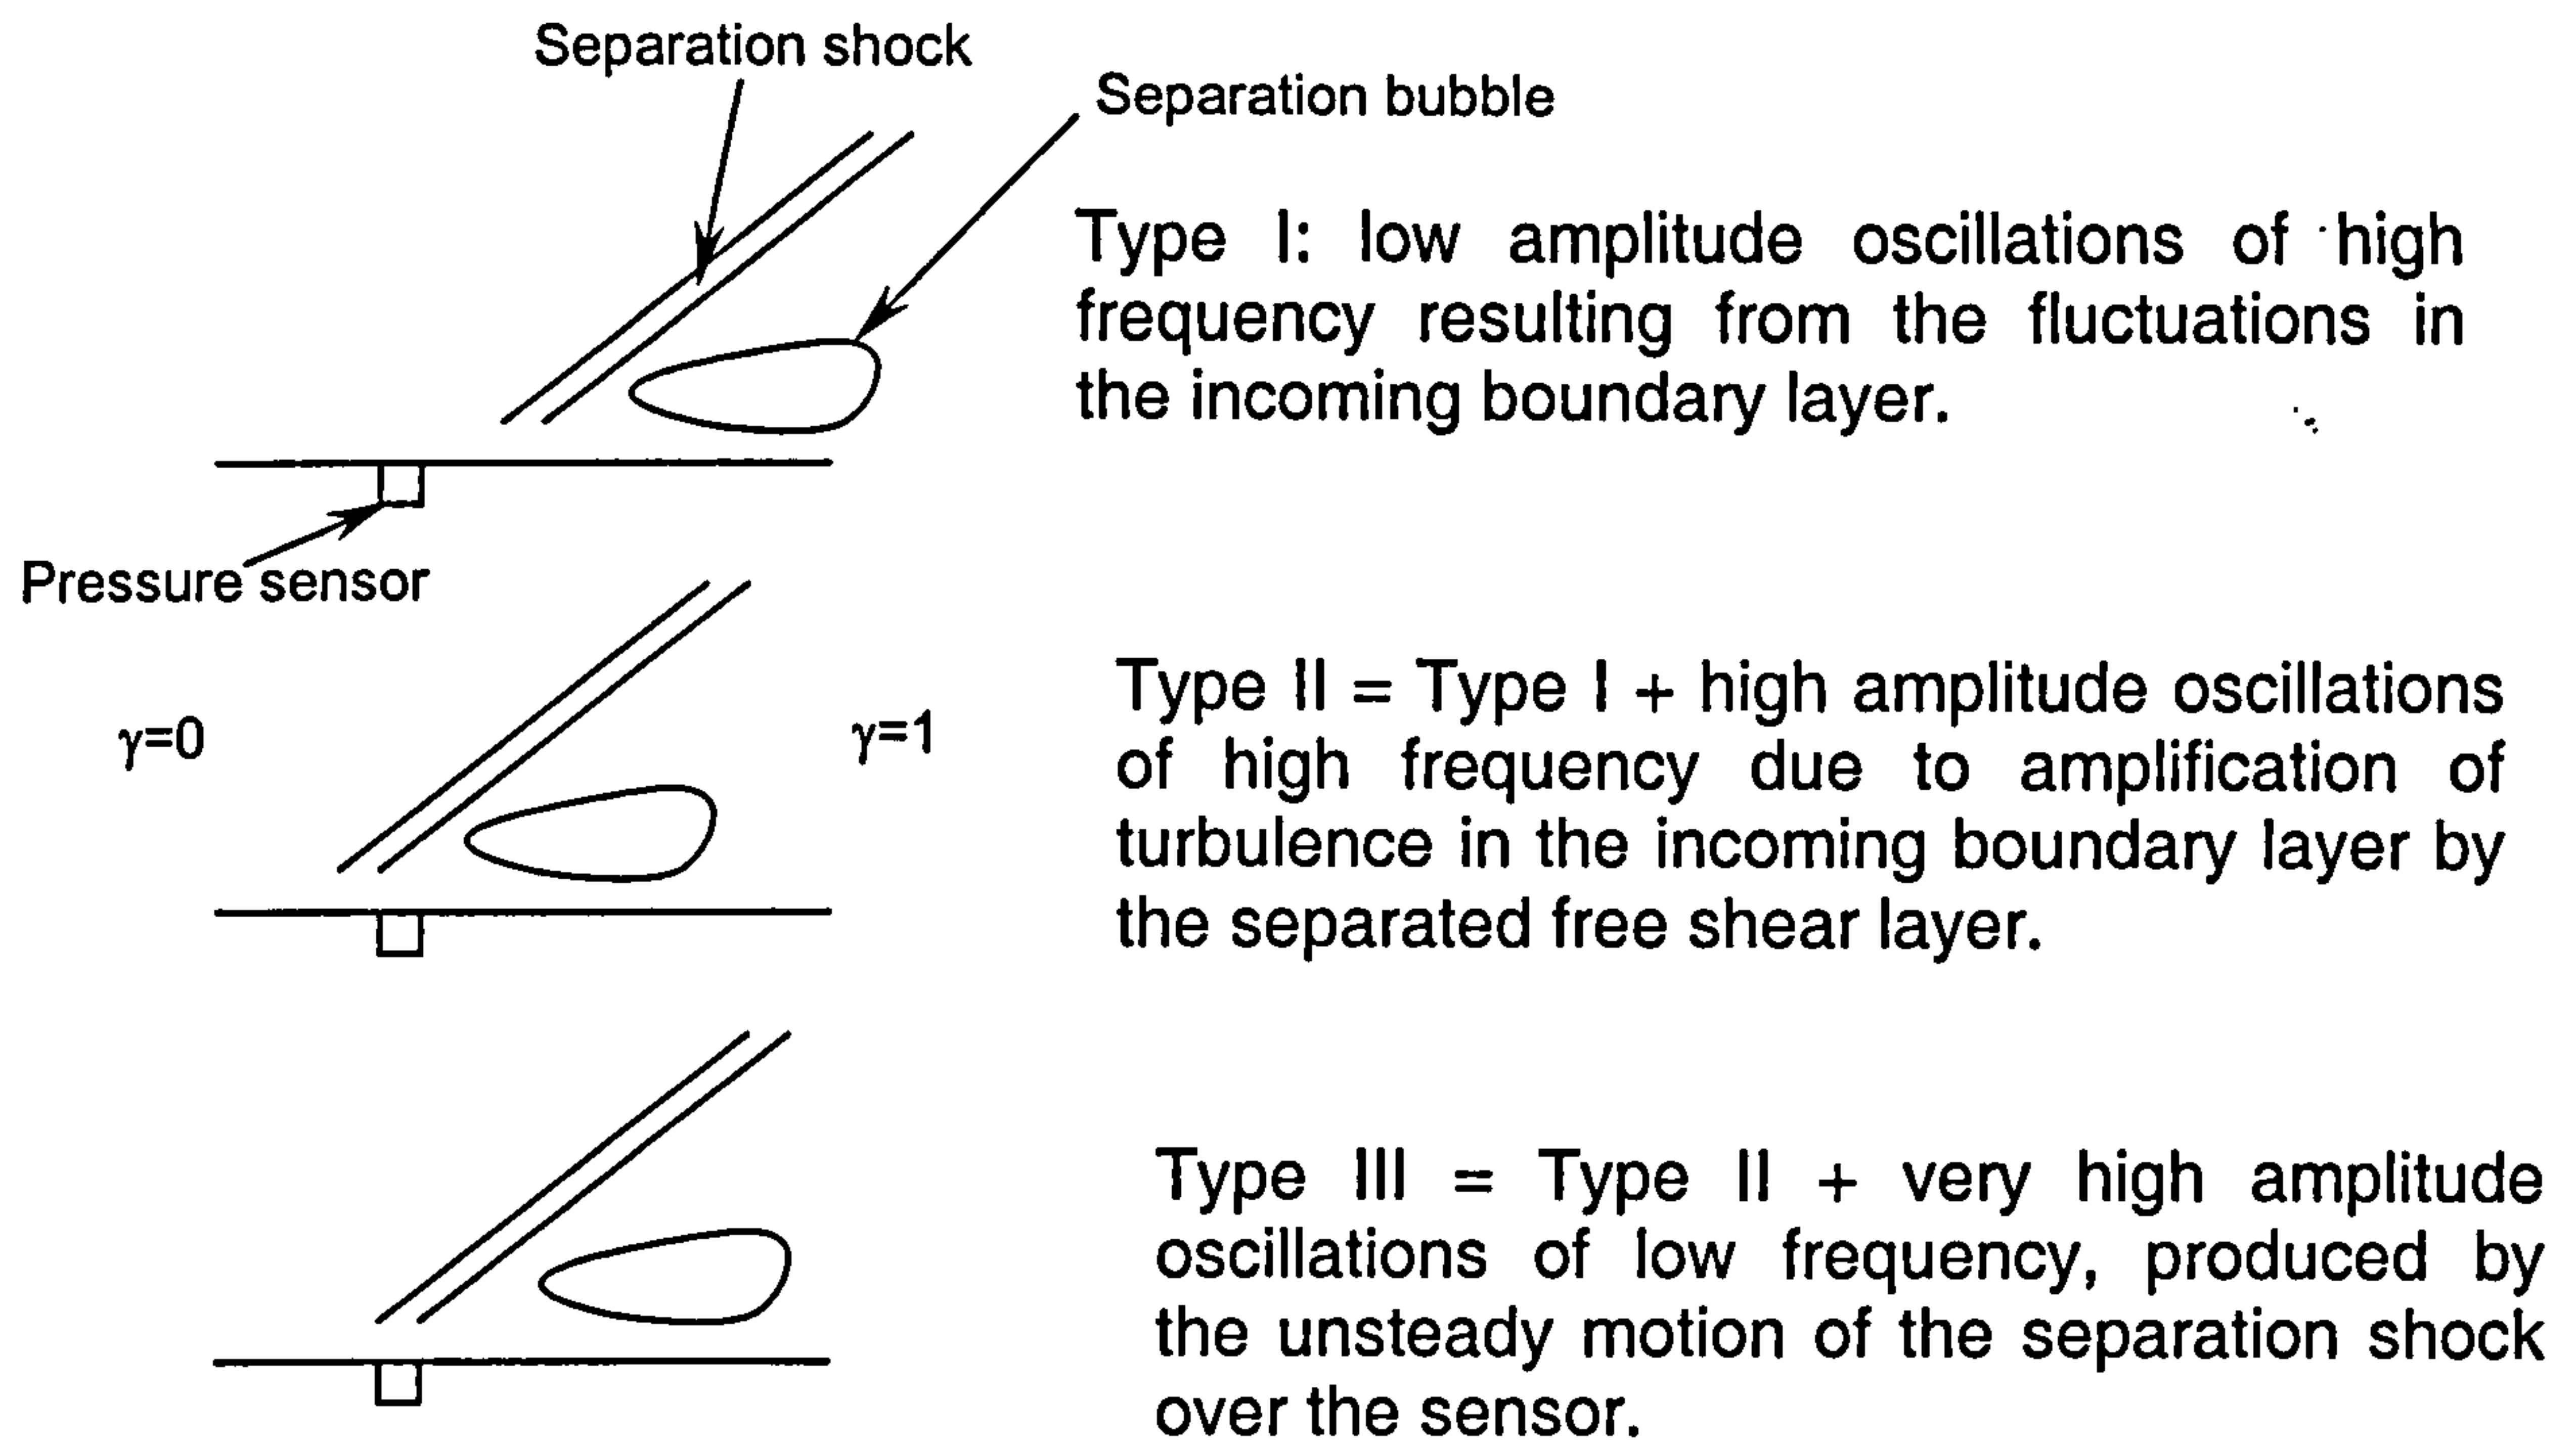 Separation shock
Separation bubble
Type I: low amplitude oscillations of high
frequency resulting from the fluctuations in
the incoming boundary layer.
Pressure sensor
γ=0
γ=1
Type II = Type I + high amplitude oscillations
of high frequency due to amplification of
turbulence in the incoming boundary layer by
the separated free shear layer.
Type III = Type II + very high amplitude
oscillations of low frequency, produced by
the unsteady motion of the separation shock
over the sensor.